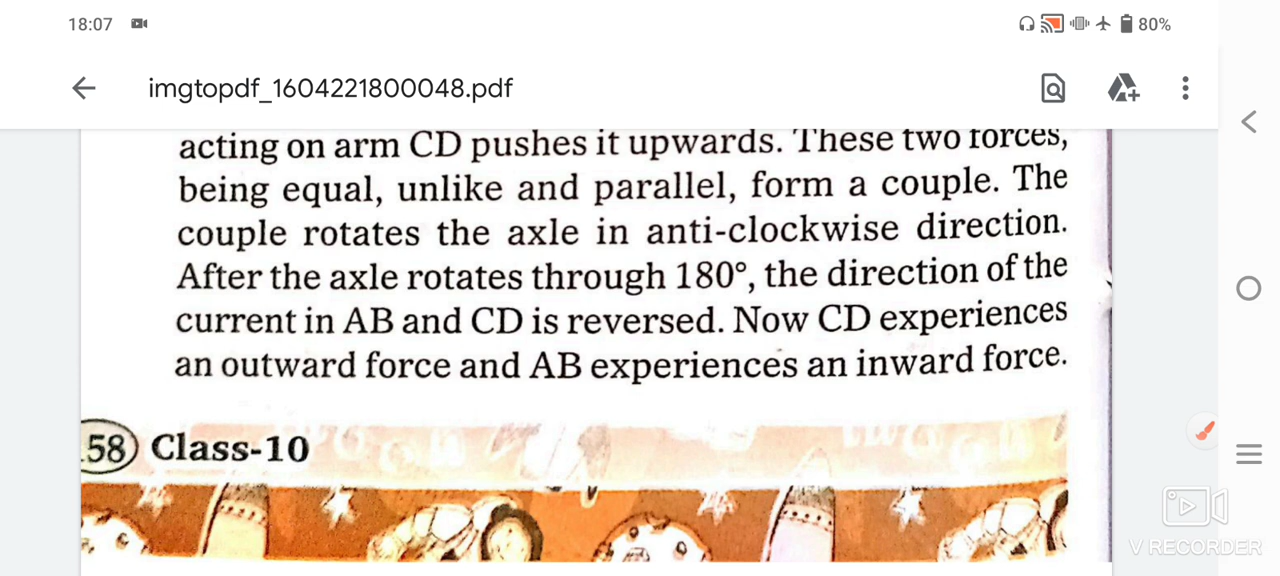 18:07
80%
imgtopdf_1604221800048.pdf
acting on arm CD pushes it upwards. These two forces,
being equal, unlike and parallel, form a couple. The
couple rotates the axle in anti-clockwise direction.
After the axle rotates through 180°, the direction of the
current in AB and CD is reversed. Now CD experiences
an outward force and AB experiences an inward force.
58 Class-10
V RECORDER